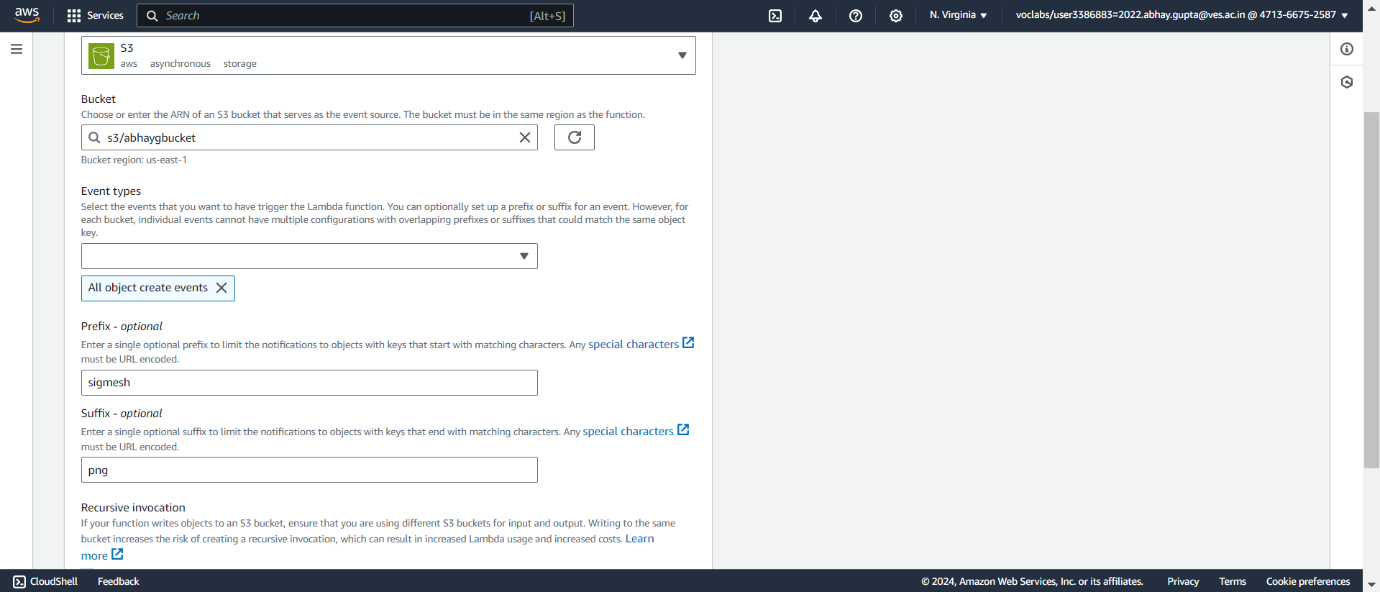 aws Services Search [Alt+S] N. Virginia voclabs/user3386883=2022.abhay.gupta@ves.ac.in @ 4713-6675-2587
S3
aws asynchronous storage
Bucket
Choose or enter the ARN of an S3 bucket that serves as the event source. The bucket must be in the same region as the function.
s3/abhaygbucket
Bucket region: us-east-1
Event types
Select the events that you want to have trigger the Lambda function. You can optionally set up a prefix or suffix for an event. However, for
each bucket, individual events cannot have multiple configurations with overlapping prefixes or suffixes that could match the same object
key.
All object create events
Prefix - optional
Enter a single optional prefix to limit the notifications to objects with keys that start with matching characters. Any special characters
must be URL encoded.
sigmesh
Suffix - optional
Enter a single optional suffix to limit the notifications to objects with keys that end with matching characters. Any special characters
must be URL encoded.
png
Recursive invocation
If your function writes objects to an S3 bucket, ensure that you are using different S3 buckets for input and output. Writing to the same
bucket increases the risk of creating a recursive invocation, which can result in increased Lambda usage and increased costs. Learn
more
CloudShell Feedback © 2024, Amazon Web Services, Inc. or its affiliates. Privacy Terms Cookie preferences